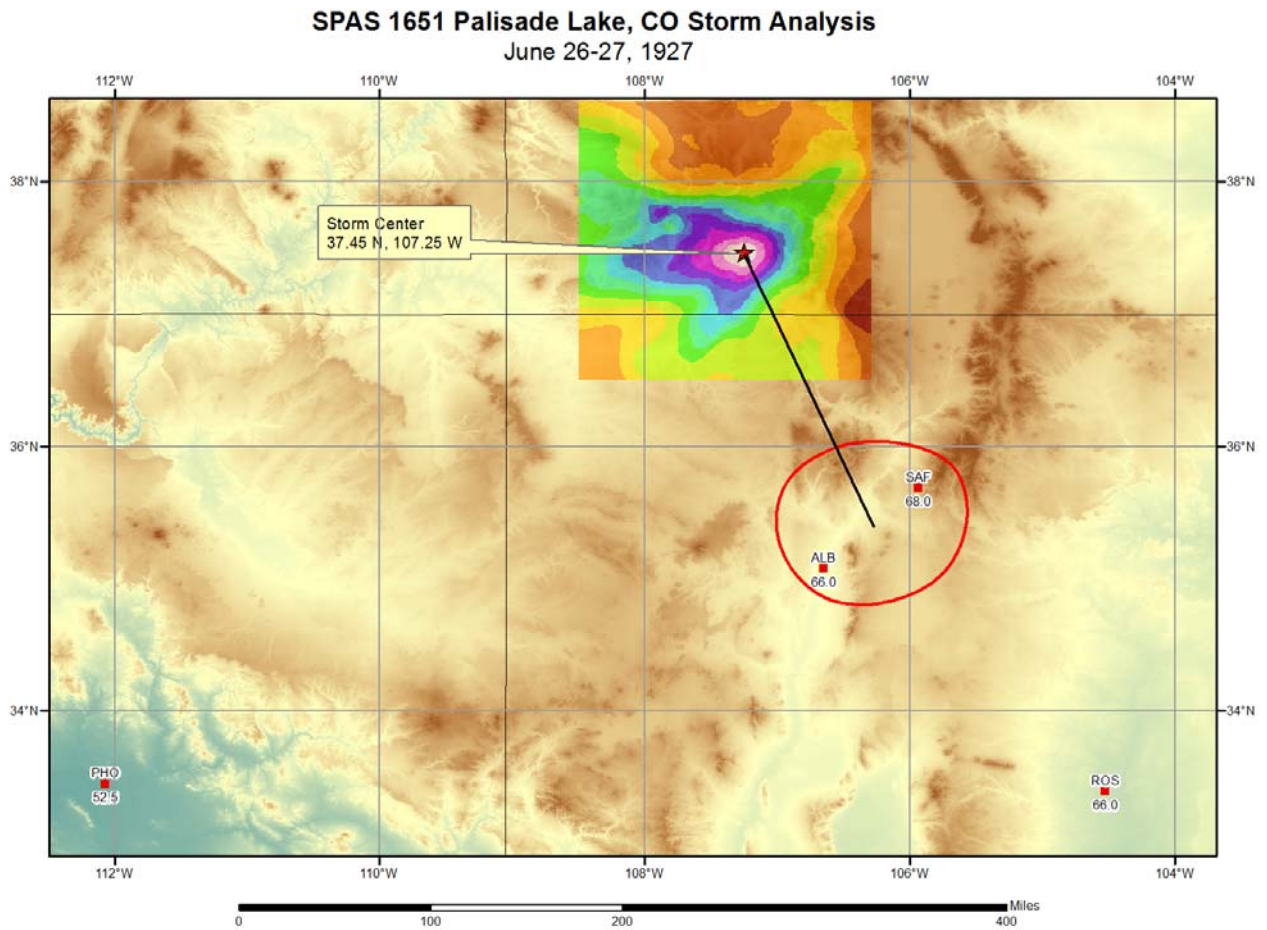 SPAS 1651 Palisade Lake, CO Storm Analysis
June 26-27, 1927
112°W 110°W 108°W 106°W 104°W
38°N 38°N
Storm Center
37.45 N, 107.25 W
36°N 36°N
SAF
68.0
ALB
66.0
34°N 34°N
PHO
52.5
ROS
66.0
112°W 110°W 108°W 106°W 104°W
Miles
0 100 200 400